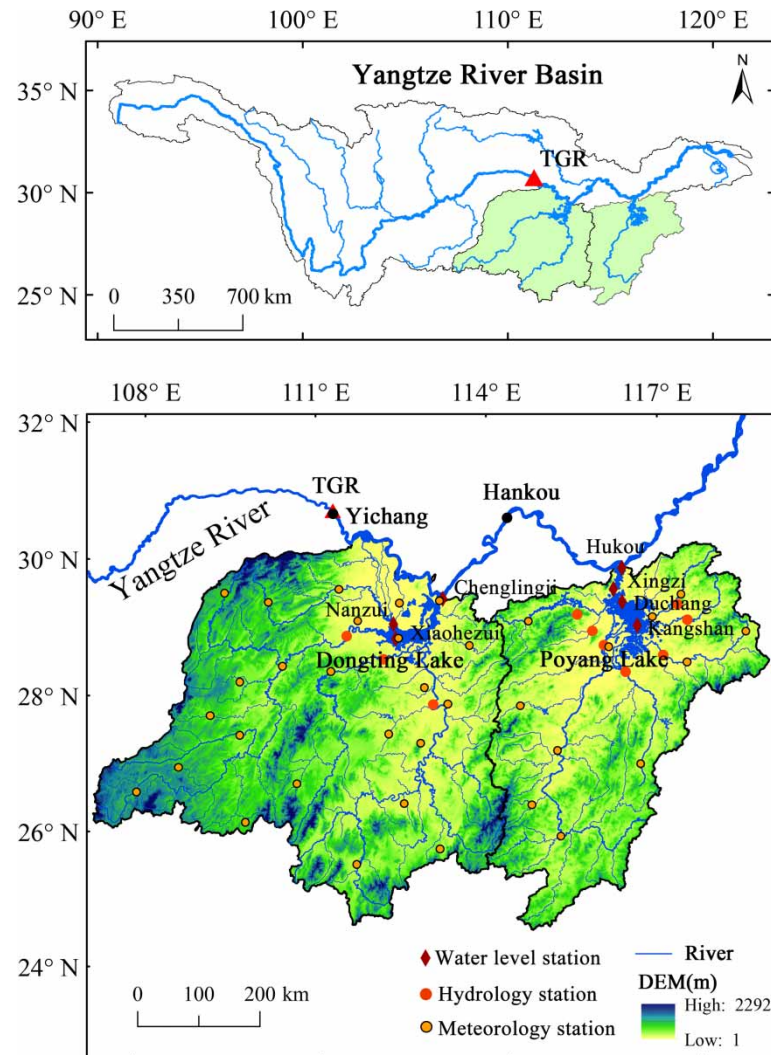 90° E 100° E 110° E 120° E
Yangtze River Basin
N
35° N
TGR
30° N
25° N
0 350 700 km
108° E 111° E 114° E 117° E
32° N
TGR
Yichang
Hankou
Yangtze River
30° N
Hukou
Xingzi
Chenglingji
Duchang
Nanzui
Kangshan
Xiaohezui
Dongting Lake
Poyang Lake
28° N
26° N
24° N
Water level station
River
Hydrology station
DEM(m)
High: 2292
Meteorology station
Low: 1
0 100 200 km